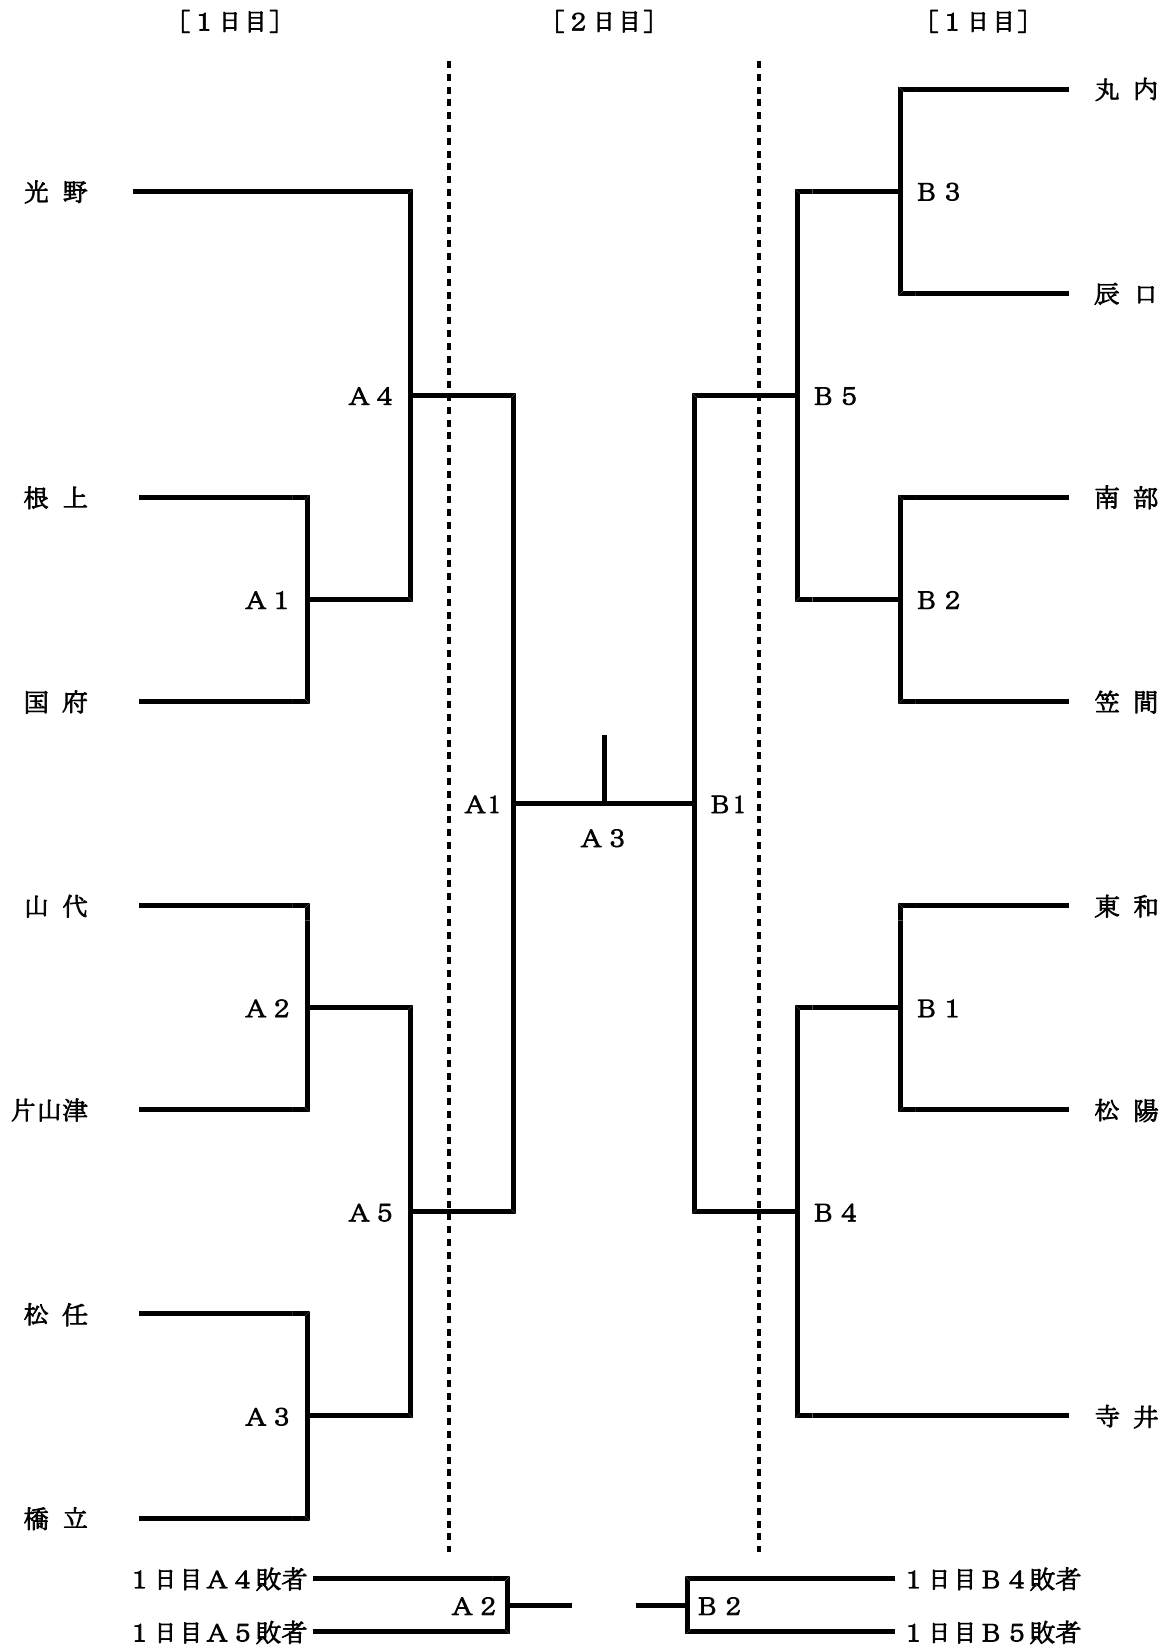 ［１日目］ ［２日目］ ［１日目］
丸内
光野 Ｂ３
辰口
Ａ４ Ｂ５
根上 南部
Ａ１ Ｂ２
国府 笠間
Ａ1 Ｂ1
Ａ３
山代 東和
Ａ２ Ｂ１
片山津 松陽
Ａ５ Ｂ４
松任
Ａ３ 寺井
橋立
１日目Ａ４敗者 １日目Ｂ４敗者
Ａ２ Ｂ２
１日目Ａ５敗者 １日目Ｂ５敗者